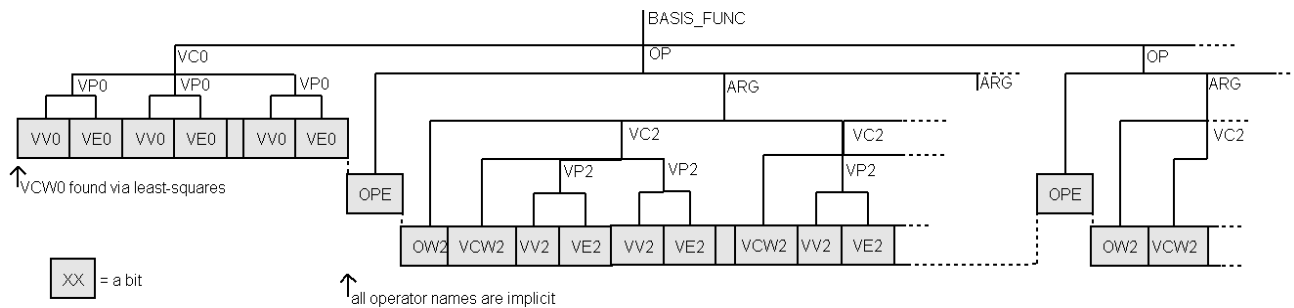 BASIS_FUNC
VC0 OP OP
VP0 VP0 VP0 ARG ARG ARG
VV0 VE0 VV0 VE0 VV0 VE0 VC2 VC2 VC2
VP2 VP2 VP2
VCW0 found via least-squares OPE OPE
OW2 VCW2 VV2 VE2 VV2 VE2 VCW2 VV2 VE2 OW2 VCW2
XX = a bit
all operator names are implicit